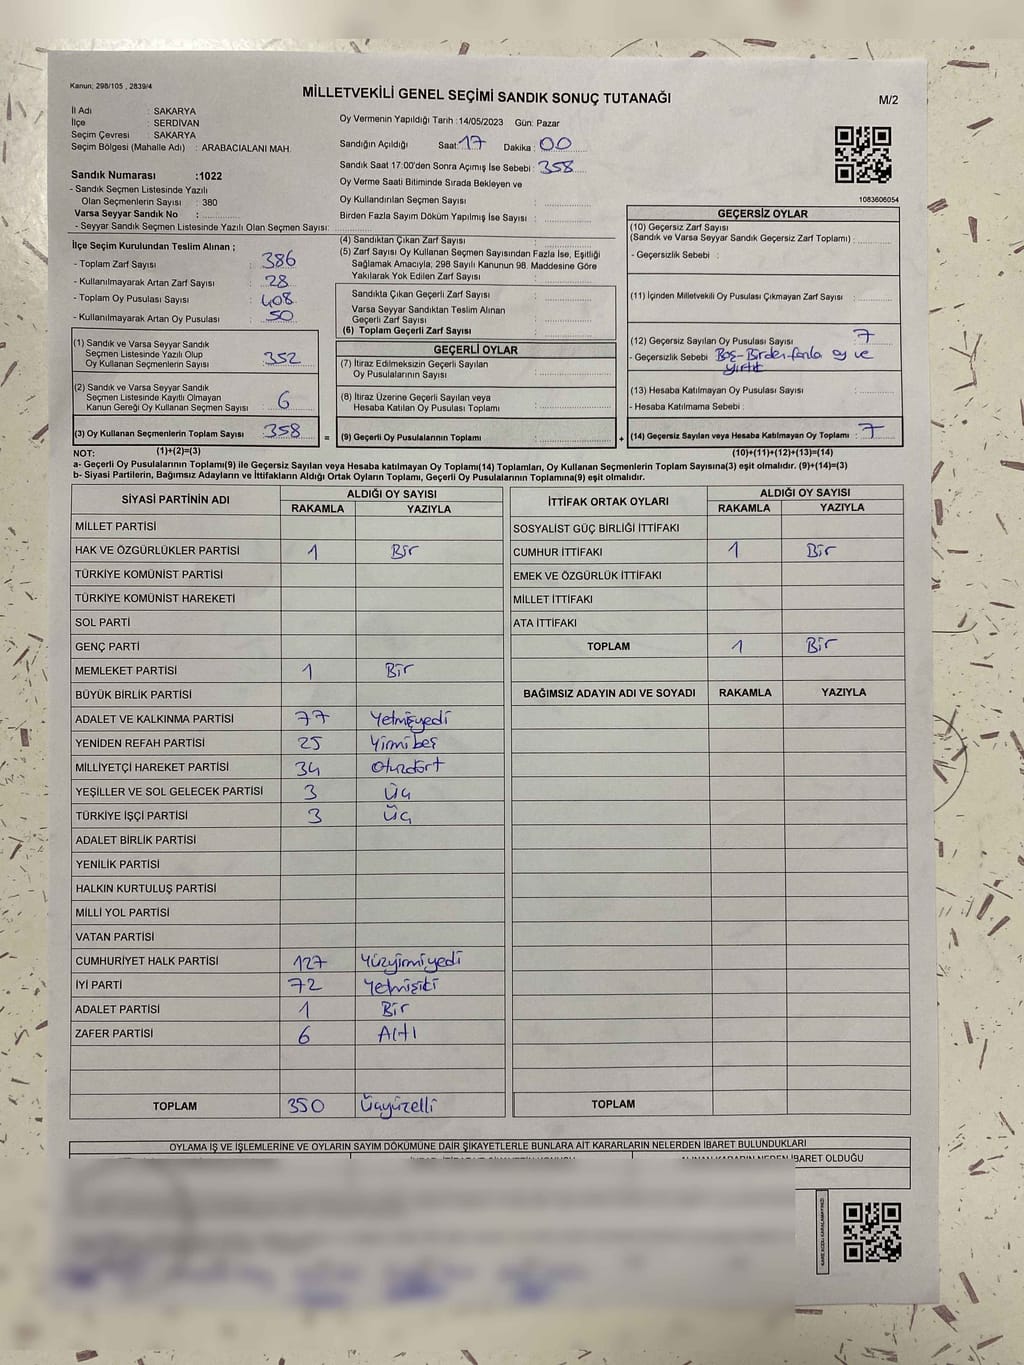 Kanun: 298/105 , 2839/4
MİLLETVEKİLİ GENEL SEÇİMİ SANDIK SONUÇ TUTANAĞI
M/2
İl Adı : SAKARYA
İlçe : SERDİVAN
Seçim Çevresi : SAKARYA
Seçim Bölgesi (Mahalle Adı) : ARABACIALANI MAH.
Oy Vermenin Yapıldığı Tarih :14/05/2023 Gün: Pazar
Sandığın Açıldığı Saat: 17 Dakika : 00
Sandık Saat 17:00'den Sonra Açımış İse Sebebi : 358
Oy Verme Saati Bitiminde Sırada Bekleyen ve
Oy Kullandırılan Seçmen Sayısı :
Birden Fazla Sayım Döküm Yapılmış İse Sayısı :
1083606054
Sandık Numarası :1022
- Sandık Seçmen Listesinde Yazılı
Olan Seçmenlerin Sayısı : 380
Varsa Seyyar Sandık No :
- Seyyar Sandık Seçmen Listesinde Yazılı Olan Seçmen Sayısı:
İlçe Seçim Kurulundan Teslim Alınan ;
- Toplam Zarf Sayısı : 386
- Kullanılmayarak Artan Zarf Sayısı : 28
- Toplam Oy Pusulası Sayısı : 408
- Kullanılmayarak Artan Oy Pusulası : 50
(1) Sandık ve Varsa Seyyar Sandık
Seçmen Listesinde Yazılı Olup
Oy Kullanan Seçmenlerin Sayısı : 352
(2) Sandık ve Varsa Seyyar Sandık
Seçmen Listesinde Kayıtlı Olmayan
Kanun Gereği Oy Kullanan Seçmen Sayısı : 6
(3) Oy Kullanan Seçmenlerin Toplam Sayısı : 358
(4) Sandıktan Çıkan Zarf Sayısı :
(5) Zarf Sayısı Oy Kullanan Seçmen Sayısından Fazla İse, Eşitliği
Sağlamak Amacıyla; 298 Sayılı Kanunun 98. Maddesine Göre
Yakılarak Yok Edilen Zarf Sayısı :
Sandıkta Çıkan Geçerli Zarf Sayısı :
Varsa Seyyar Sandıktan Teslim Alınan
Geçerli Zarf Sayısı :
(6) Toplam Geçerli Zarf Sayısı :
GEÇERLİ OYLAR
(7) İtiraz Edilmeksizin Geçerli Sayılan
Oy Pusulalarının Sayısı :
(8) İtiraz Üzerine Geçerli Sayılan veya
Hesaba Katılan Oy Pusulası Toplamı :
= (9) Geçerli Oy Pusulalarının Toplamı :
GEÇERSİZ OYLAR
(10) Geçersiz Zarf Sayısı
(Sandık ve Varsa Seyyar Sandık Geçersiz Zarf Toplamı) :
- Geçersizlik Sebebi :
(11) İçinden Milletvekili Oy Pusulası Çıkmayan Zarf Sayısı :
(12) Geçersiz Sayılan Oy Pusulası Sayısı : 7
- Geçersizlik Sebebi : Boş-Birden fazla oy ve
yırtık
(13) Hesaba Katılmayan Oy Pusulası Sayısı :
- Hesaba Katılmama Sebebi :
+ (14) Geçersiz Sayılan veya Hesaba Katılmayan Oy Toplamı : 7
NOT: (1)+(2)=(3)
(10)+(11)+(12)+(13)=(14)
a- Geçerli Oy Pusulalarının Toplamı(9) ile Geçersiz Sayılan veya Hesaba katılmayan Oy Toplamı(14) Toplamları, Oy Kullanan Seçmenlerin Toplam Sayısına(3) eşit olmalıdır. (9)+(14)=(3)
b- Siyasi Partilerin, Bağımsız Adayların ve İttifakların Aldığı Ortak Oyların Toplamı, Geçerli Oy Pusulalarının Toplamına(9) eşit olmalıdır.
SİYASİ PARTİNİN ADI ALDIĞI OY SAYISI
RAKAMLA YAZIYLA
MİLLET PARTİSİ
HAK VE ÖZGÜRLÜKLER PARTİSİ 1 Bir
TÜRKİYE KOMÜNİST PARTİSİ
TÜRKİYE KOMÜNİST HAREKETİ
SOL PARTİ
GENÇ PARTİ
MEMLEKET PARTİSİ 1 Bir
BÜYÜK BİRLİK PARTİSİ
ADALET VE KALKINMA PARTİSİ 77 Yetmişyedi
YENİDEN REFAH PARTİSİ 25 Yirmibeş
MİLLİYETÇİ HAREKET PARTİSİ 34 Otuzdört
YEŞİLLER VE SOL GELECEK PARTİSİ 3 Üç
TÜRKİYE İŞÇİ PARTİSİ 3 Üç
ADALET BİRLİK PARTİSİ
YENİLİK PARTİSİ
HALKIN KURTULUŞ PARTİSİ
MİLLİ YOL PARTİSİ
VATAN PARTİSİ
CUMHURİYET HALK PARTİSİ 127 Yüzyirmiyedi
İYİ PARTİ 72 Yetmişiki
ADALET PARTİSİ 1 Bir
ZAFER PARTİSİ 6 Altı
TOPLAM 350 Üçyüzelli
İTTİFAK ORTAK OYLARI ALDIĞI OY SAYISI
RAKAMLA YAZIYLA
SOSYALİST GÜÇ BİRLİĞİ İTTİFAKI
CUMHUR İTTİFAKI 1 Bir
EMEK VE ÖZGÜRLÜK İTTİFAKI
MİLLET İTTİFAKI
ATA İTTİFAKI
TOPLAM 1 Bir
BAĞIMSIZ ADAYIN ADI VE SOYADI RAKAMLA YAZIYLA
TOPLAM
OYLAMA İŞ VE İŞLEMLERİNE VE OYLARIN SAYIM DÖKÜMÜNE DAİR ŞİKAYETLERLE BUNLARA AİT KARARLARIN NELERDEN İBARET BULUNDUKLARI
ALINAN KARARIN NEDEN İBARET OLDUĞU